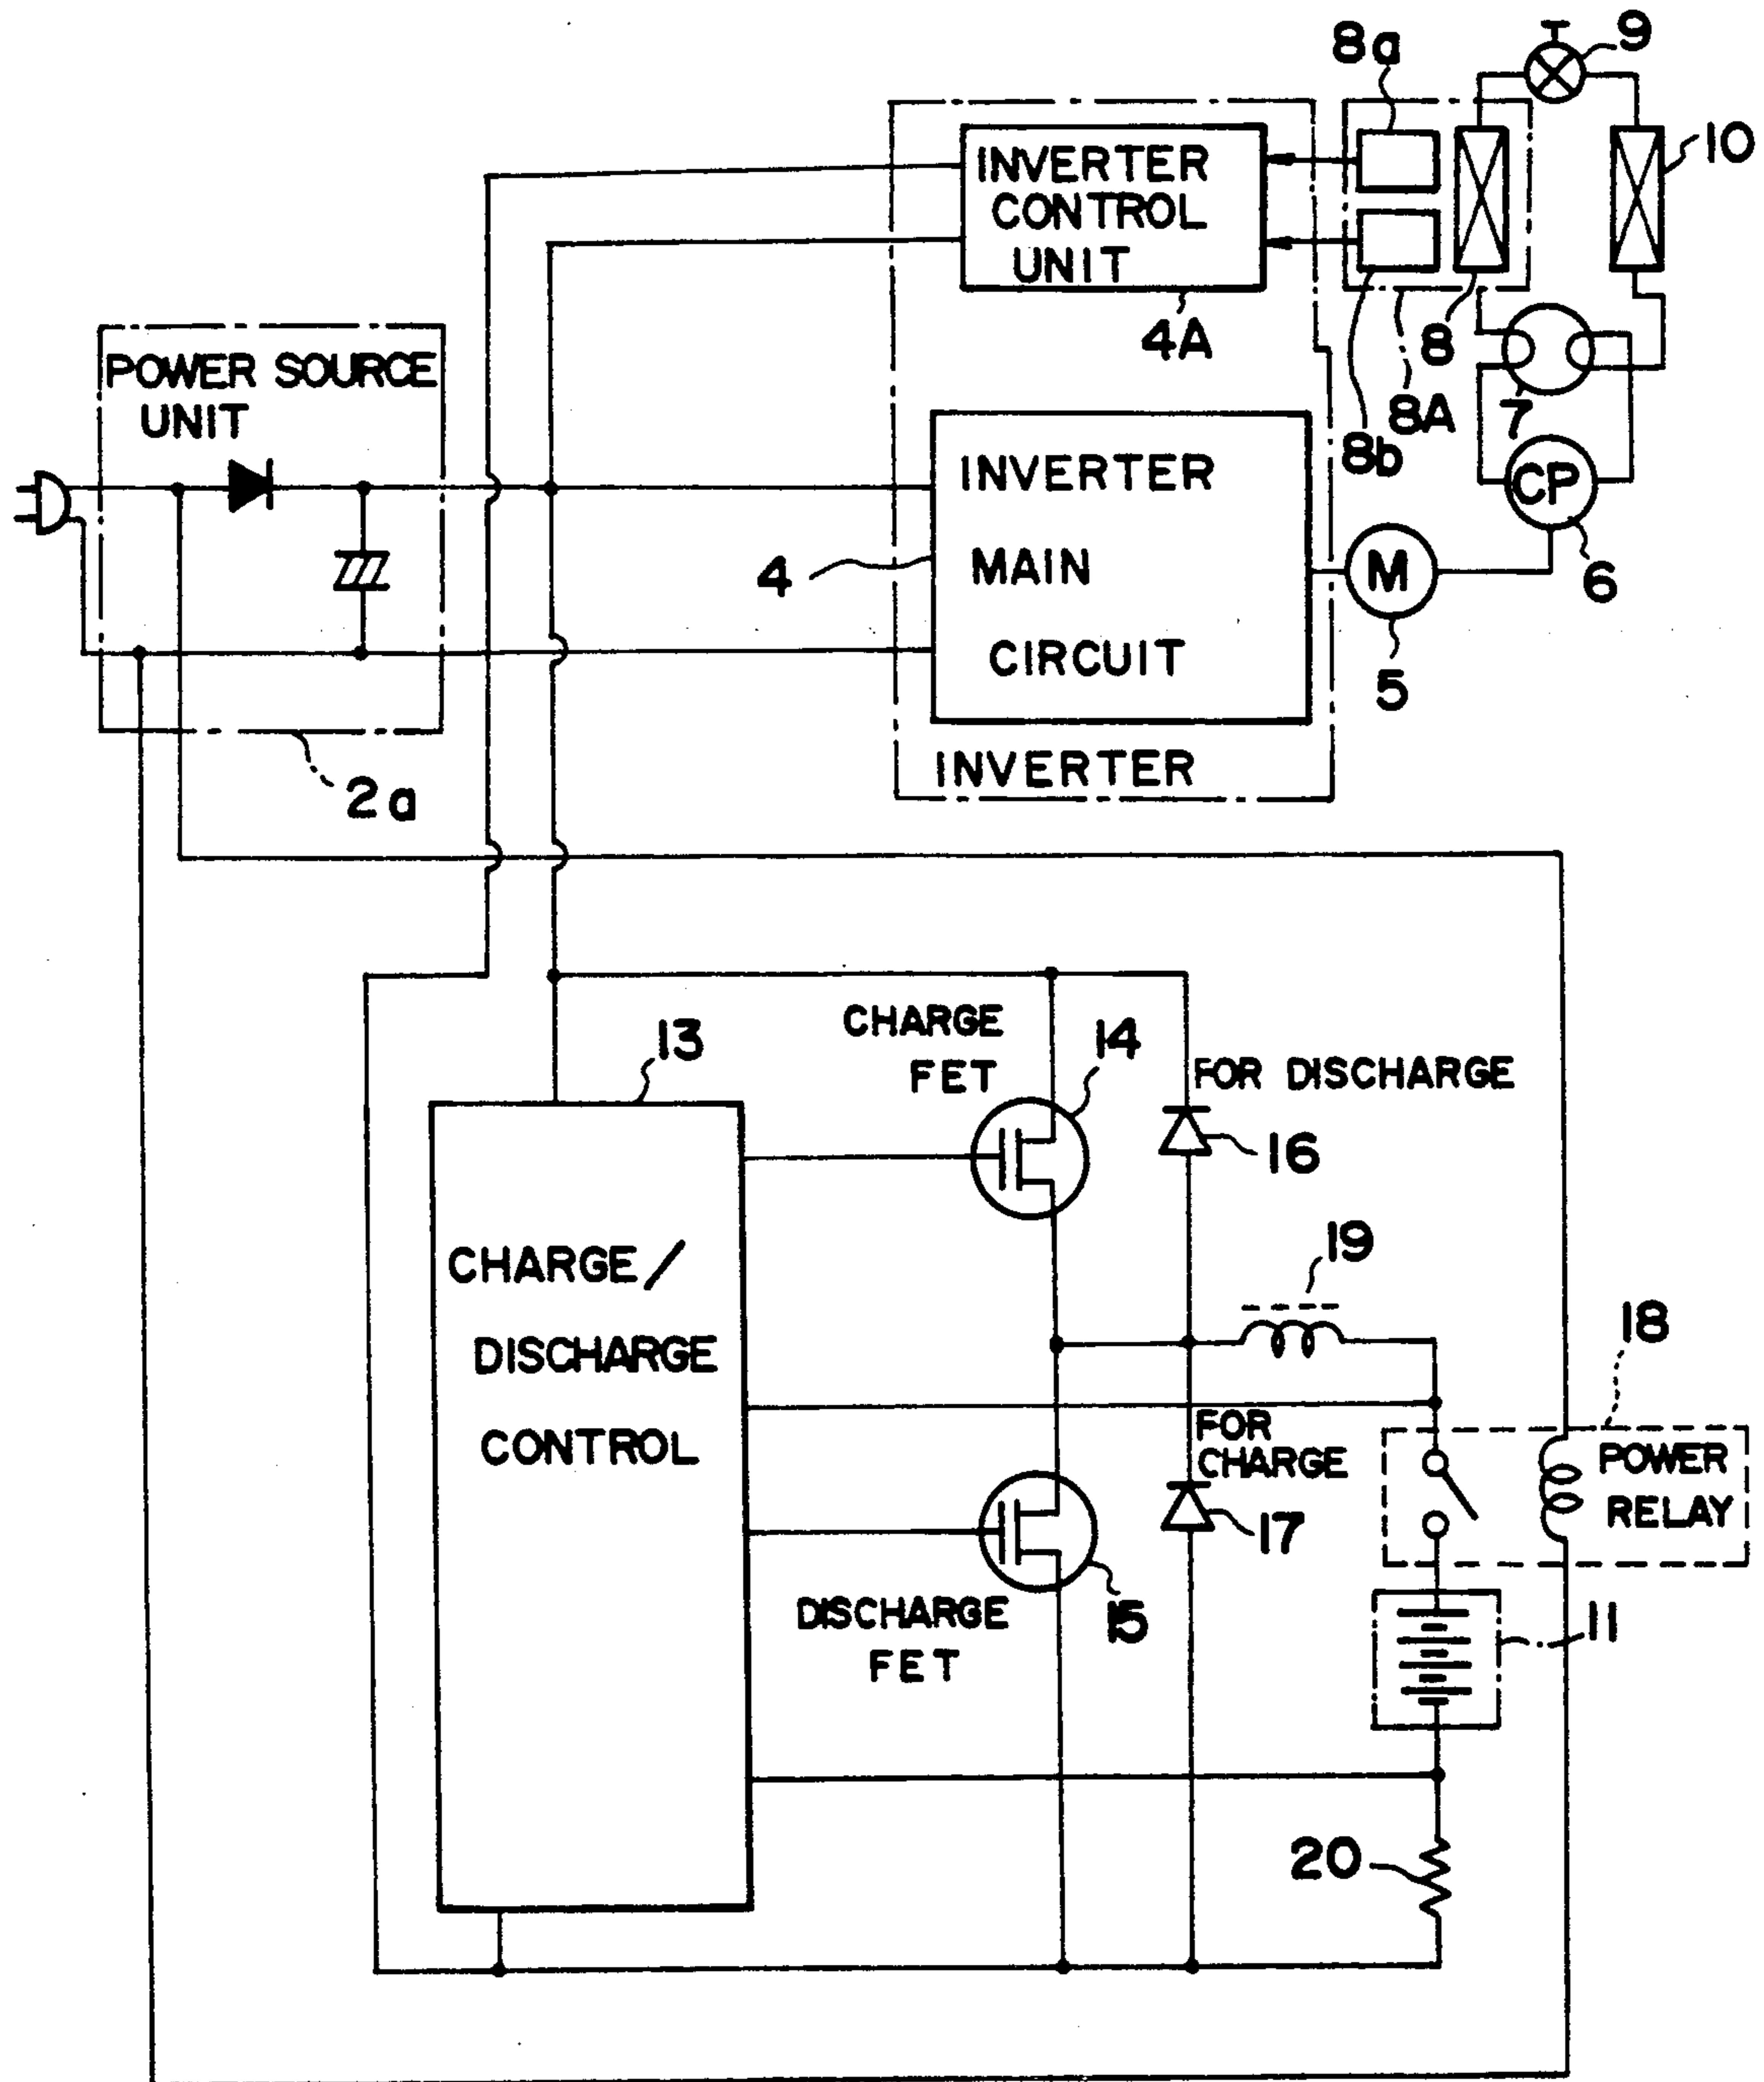 8a
9
10
INVERTER
CONTROL
UNIT
4A
8
8A
8b
7
POWER SOURCE
UNIT
INVERTER
MAIN
CIRCUIT
4
CP
M
6
5
2a
INVERTER
13
CHARGE
FET
14
FOR DISCHARGE
16
CHARGE/
DISCHARGE
CONTROL
19
18
FOR
CHARGE
17
POWER
RELAY
DISCHARGE
FET
15
11
20